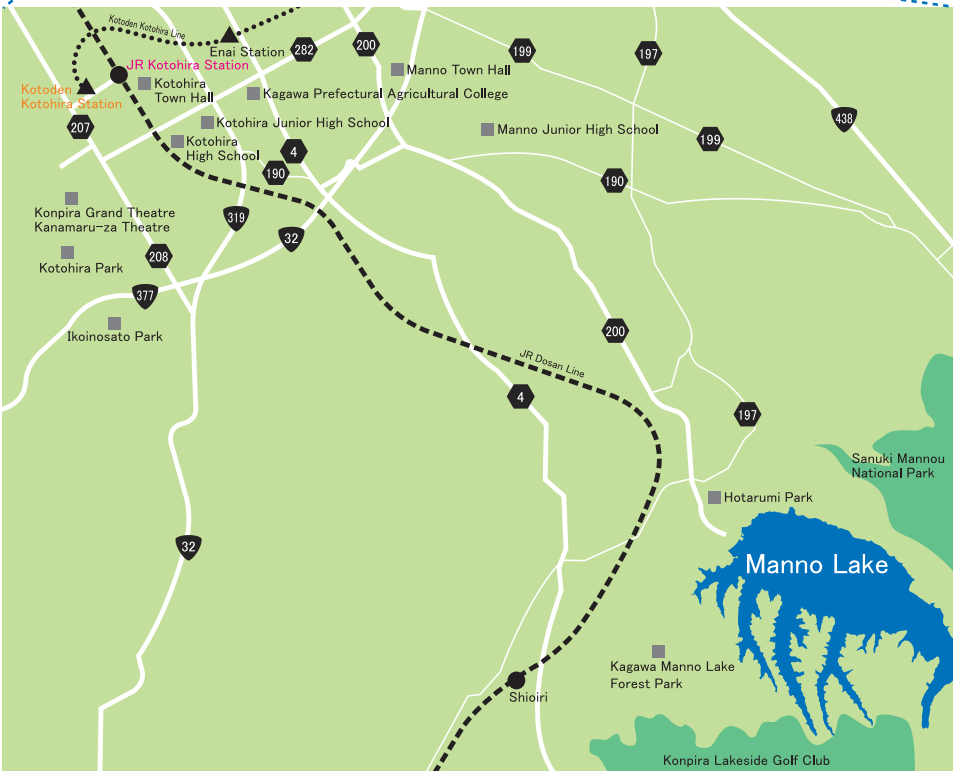 Kotoden Kotohira Line
Enai Station
282
200
199
197
JR Kotohira Station
Kotohira
Town Hall
Manno Town Hall
Kotoden
Kotohira Station
Kagawa Prefectural Agricultural College
438
207
Kotohira Junior High School
Manno Junior High School
199
Kotohira
High School
4
190
190
Konpira Grand Theatre
Kanamaru-za Theatre
319
32
208
Kotohira Park
377
Ikoinosato Park
200
JR Dosan Line
4
197
Sanuki Mannou
National Park
Hotarumi Park
32
Manno Lake
Kagawa Manno Lake
Forest Park
Shioiri
Konpira Lakeside Golf Club